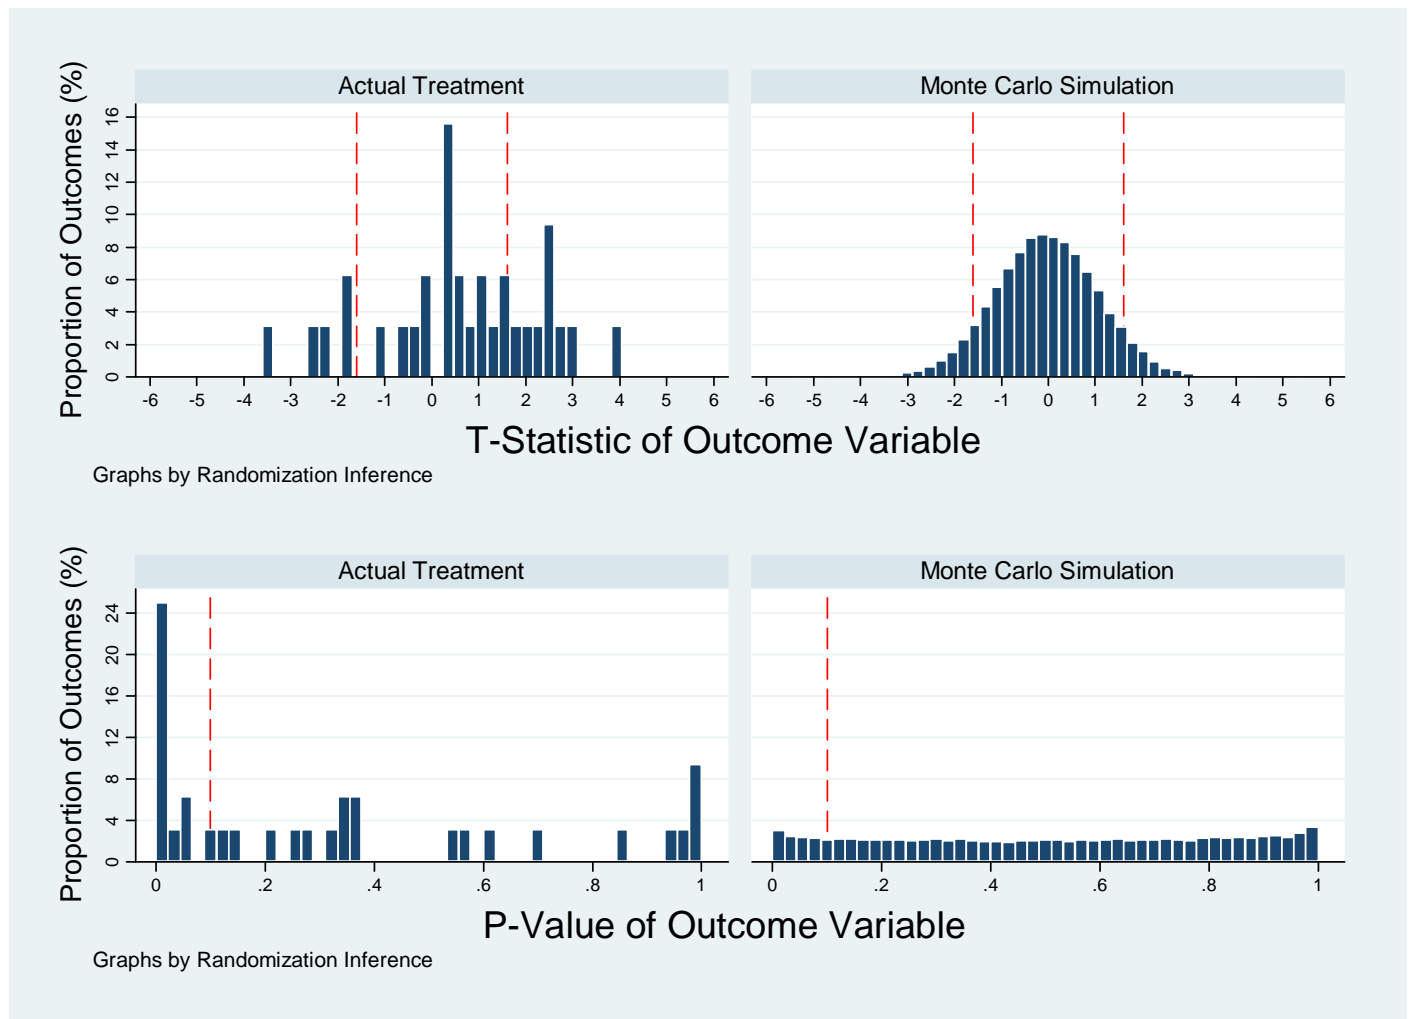 Actual Treatment
Monte Carlo Simulation
Proportion of Outcomes (%)
16
14
12
10
8
6
4
2
0
-6 -5 -4 -3 -2 -1 0 1 2 3 4 5 6
-6 -5 -4 -3 -2 -1 0 1 2 3 4 5 6
T-Statistic of Outcome Variable
Graphs by Randomization Inference
Actual Treatment
Monte Carlo Simulation
Proportion of Outcomes (%)
24
20
16
12
8
4
0
0 .2 .4 .6 .8 1
0 .2 .4 .6 .8 1
P-Value of Outcome Variable
Graphs by Randomization Inference